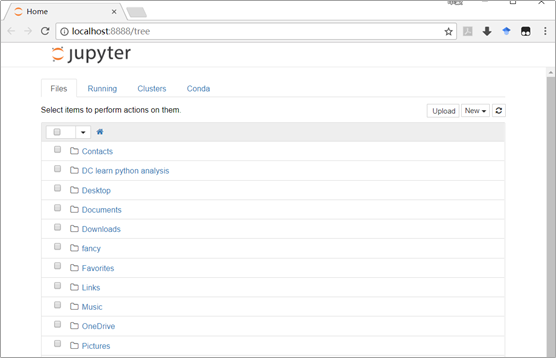 Home
localhost:8888/tree
jupyter
Files Running Clusters Conda
Select items to perform actions on them.
Upload New
Contacts
DC learn python analysis
Desktop
Documents
Downloads
fancy
Favorites
Links
Music
OneDrive
Pictures